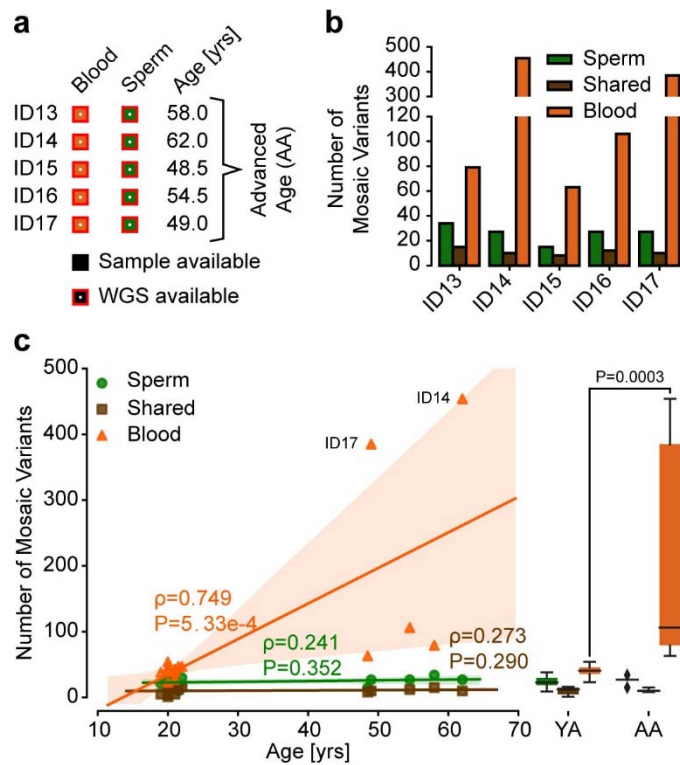 a
Blood Sperm Age [yrs]
ID13 58.0
ID14 62.0
ID15 48.5
ID16 54.5
ID17 49.0
Advanced
Age (AA)
Sample available
WGS available
b
Number of
Mosaic Variants
500
400
300
200
120
100
80
60
40
20
0
Sperm
Shared
Blood
ID13 ID14 ID15 ID16 ID17
c
Number of Mosaic Variants
500
400
300
200
100
0
Sperm
Shared
Blood
ID17
ID14
P=0.0003
ρ=0.749
P=5.33e-4
ρ=0.241
P=0.352
ρ=0.273
P=0.290
10 20 30 40 50 60 70
Age [yrs]
YA AA